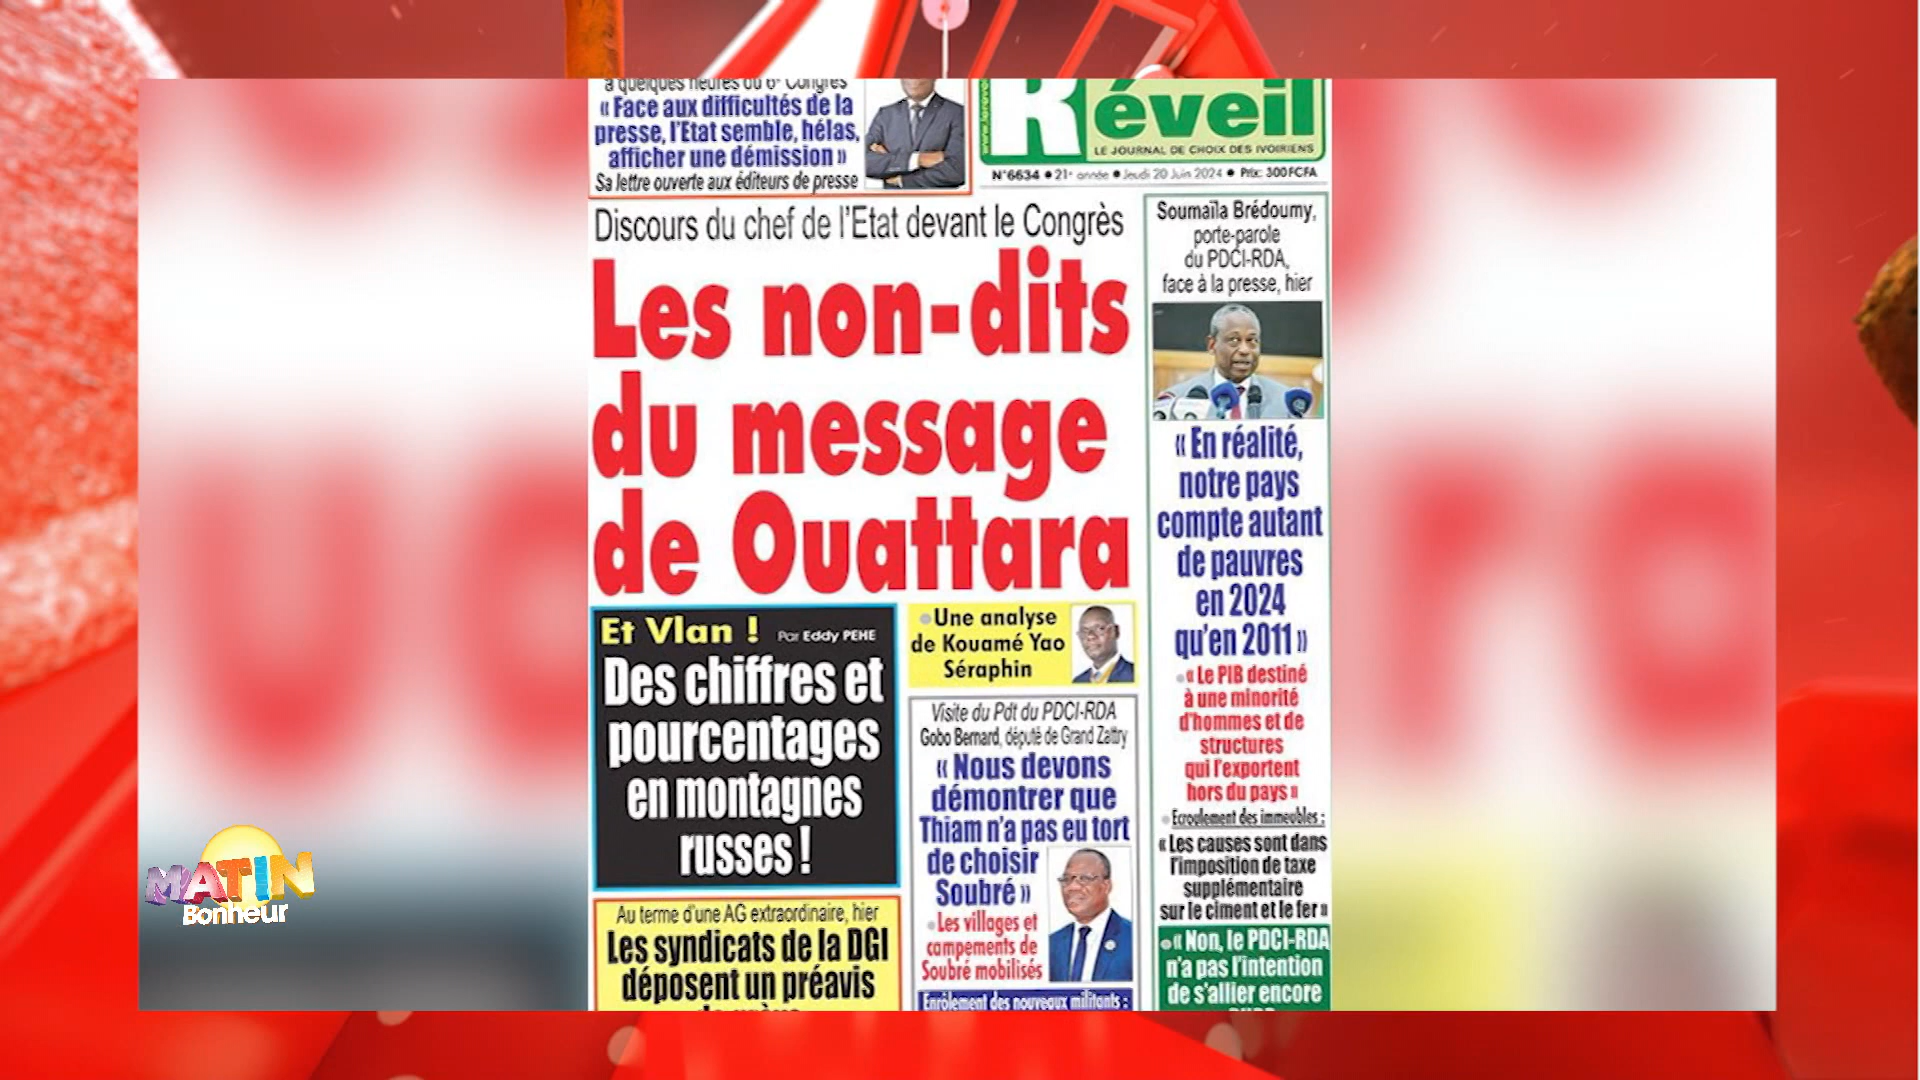 à quelques heures du 6e Congrès
« Face aux difficultés de la
presse, l'Etat semble, hélas,
afficher une démission »
Sa lettre ouverte aux éditeurs de presse
Réveil
LE JOURNAL DE CHOIX DES IVOIRIENS
N°6634 • 21e année • Jeudi 20 Juin 2024 • Prix: 300 FCFA
Discours du chef de l'Etat devant le Congrès
Les non-dits
du message
de Ouattara
Et Vlan ! Par Eddy PEHE
Des chiffres et
pourcentages
en montagnes
russes !
Au terme d'une AG extraordinaire, hier
Les syndicats de la DGI
déposent un préavis
• Une analyse
de Kouamé Yao
Séraphin
Visite du Pdt du PDCI-RDA
Gobo Bernard, député de Grand Zattry
« Nous devons
démontrer que
Thiam n'a pas eu tort
de choisir
Soubré »
• Les villages et
campements de
Soubré mobilisés
Enrôlement des nouveaux militants :
Soumaïla Brédoumy,
porte-parole
du PDCI-RDA,
face à la presse, hier
« En réalité,
notre pays
compte autant
de pauvres
en 2024
qu'en 2011 »
• « Le PIB destiné
à une minorité
d'hommes et de
structures
qui l'exportent
hors du pays »
• Ecroulement des immeubles :
« Les causes sont dans
l'imposition de taxe
supplémentaire
sur le ciment et le fer »
• « Non, le PDCI-RDA
n'a pas l'intention
de s'allier encore
MATIN
Bonheur